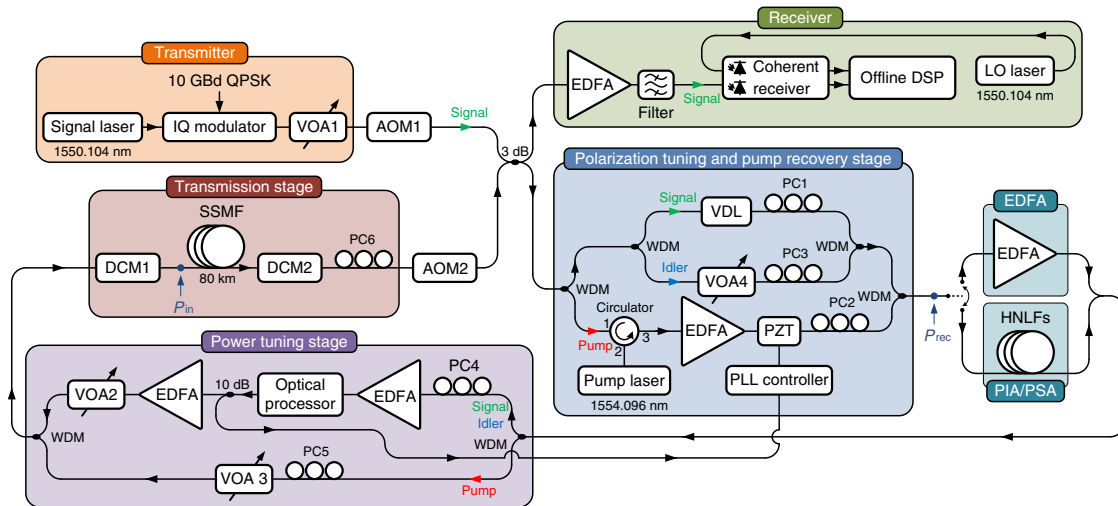 Transmitter
10 GBd QPSK
Signal laser
IQ modulator
VOA1
AOM1
Signal
1550.104 nm
3 dB
Receiver
EDFA
Filter
Signal
Coherent
receiver
Offline DSP
LO laser
1550.104 nm
Transmission stage
SSMF
DCM1
80 km
DCM2
PC6
AOM2
Pin
Polarization tuning and pump recovery stage
Signal
VDL
PC1
WDM
WDM
Idler
VOA4
PC3
WDM
Circulator
1
2
3
Pump
EDFA
PZT
PC2
WDM
Pump laser
PLL controller
1554.096 nm
Prec
EDFA
EDFA
HNLFs
PIA/PSA
Power tuning stage
VOA2
EDFA
10 dB
Optical
processor
EDFA
PC4
Signal
Idler
WDM
WDM
VOA 3
PC5
Pump